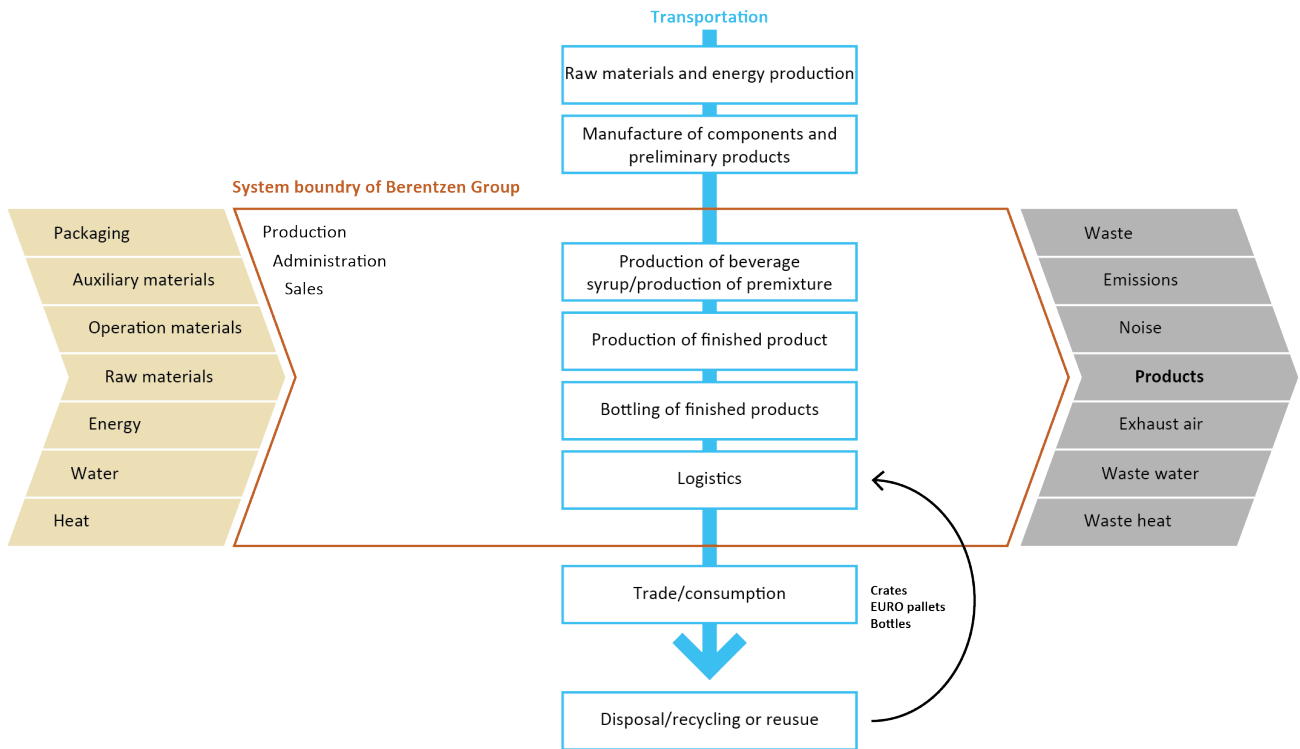 Transportation
Raw materials and energy production
Manufacture of components and
preliminary products
System boundry of Berentzen Group
Packaging
Auxiliary materials
Operation materials
Raw materials
Energy
Water
Heat
Production
Administration
Sales
Production of beverage
syrup/production of premixture
Production of finished product
Bottling of finished products
Logistics
Waste
Emissions
Noise
Products
Exhaust air
Waste water
Waste heat
Trade/consumption
Crates
EURO pallets
Bottles
Disposal/recycling or reusue